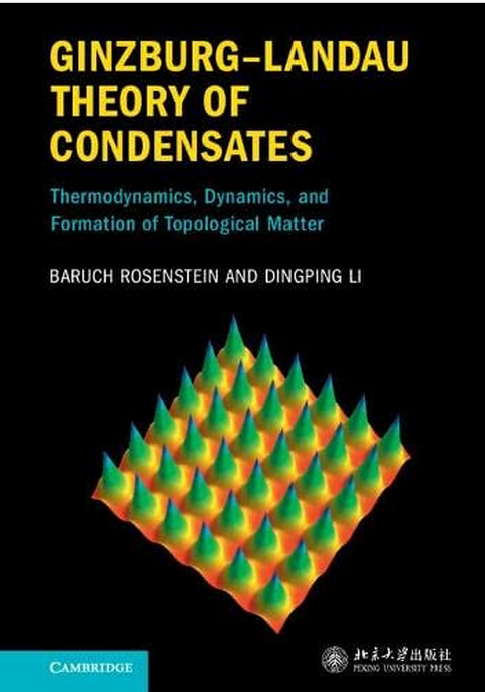 GINZBURG–LANDAU
THEORY OF
CONDENSATES
Thermodynamics, Dynamics, and
Formation of Topological Matter
BARUCH ROSENSTEIN AND DINGPING LI
CAMBRIDGE
北京大学出版社
PEKING UNIVERSITY PRESS